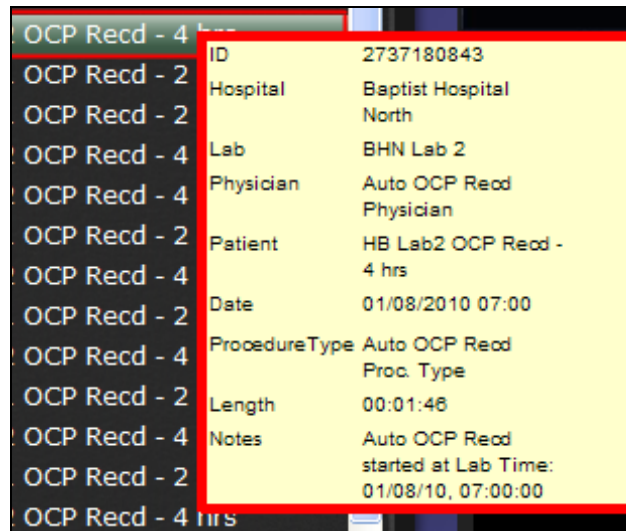 OCP Recd - 4 hrs
OCP Recd - 2
OCP Recd - 2
OCP Recd - 4
OCP Recd - 4
OCP Recd - 2
OCP Recd - 4
OCP Recd - 2
OCP Recd - 4
OCP Recd - 2
OCP Recd - 4
OCP Recd - 2
OCP Recd - 4 hrs
ID 2737180843
Hospital Baptist Hospital
North
Lab BHN Lab 2
Physician Auto OCP Recd
Physician
Patient HB Lab2 OCP Recd -
4 hrs
Date 01/08/2010 07:00
ProcedureType Auto OCP Recd
Proc. Type
Length 00:01:46
Notes Auto OCP Recd
started at Lab Time:
01/08/10, 07:00:00